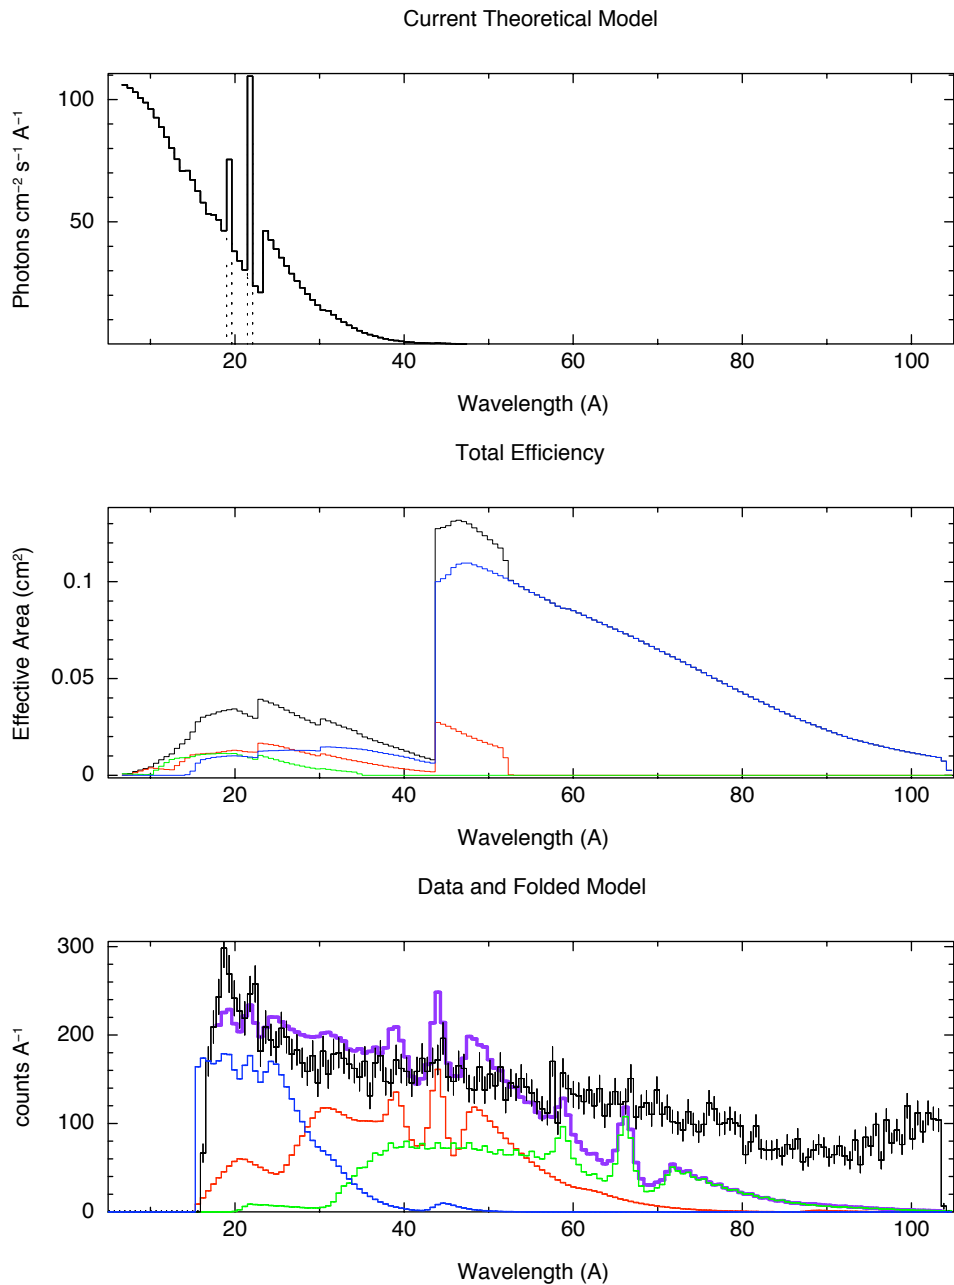 Current Theoretical Model
Photons cm⁻² s⁻¹ A⁻¹
100
50
20 40 60 80 100
Wavelength (A)
Total Efficiency
Effective Area (cm²)
0.1
0.05
0
20 40 60 80 100
Wavelength (A)
Data and Folded Model
counts A⁻¹
300
200
100
0
20 40 60 80 100
Wavelength (A)